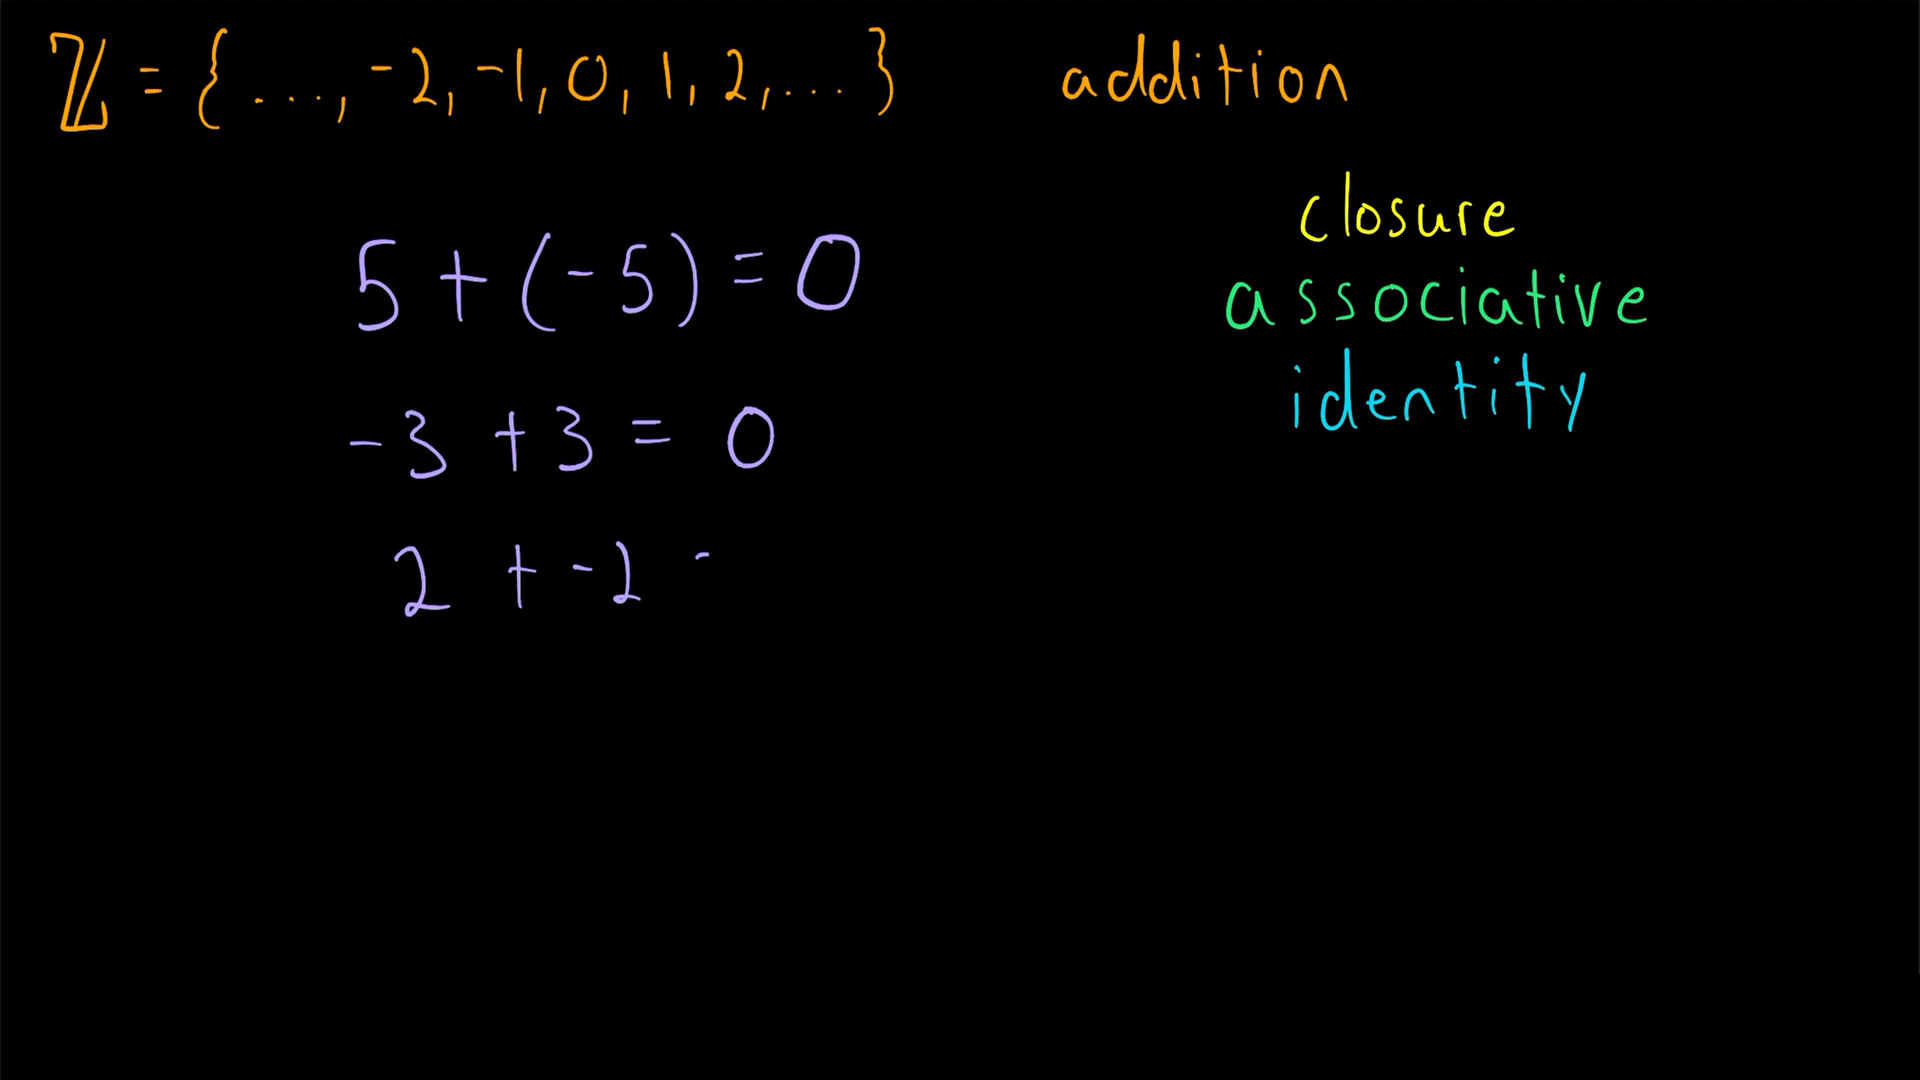 ℤ = {..., -2, -1, 0, 1, 2, ...} addition
closure
5 + (-5) = 0
associative
identity
-3 + 3 = 0
2 + -2 -